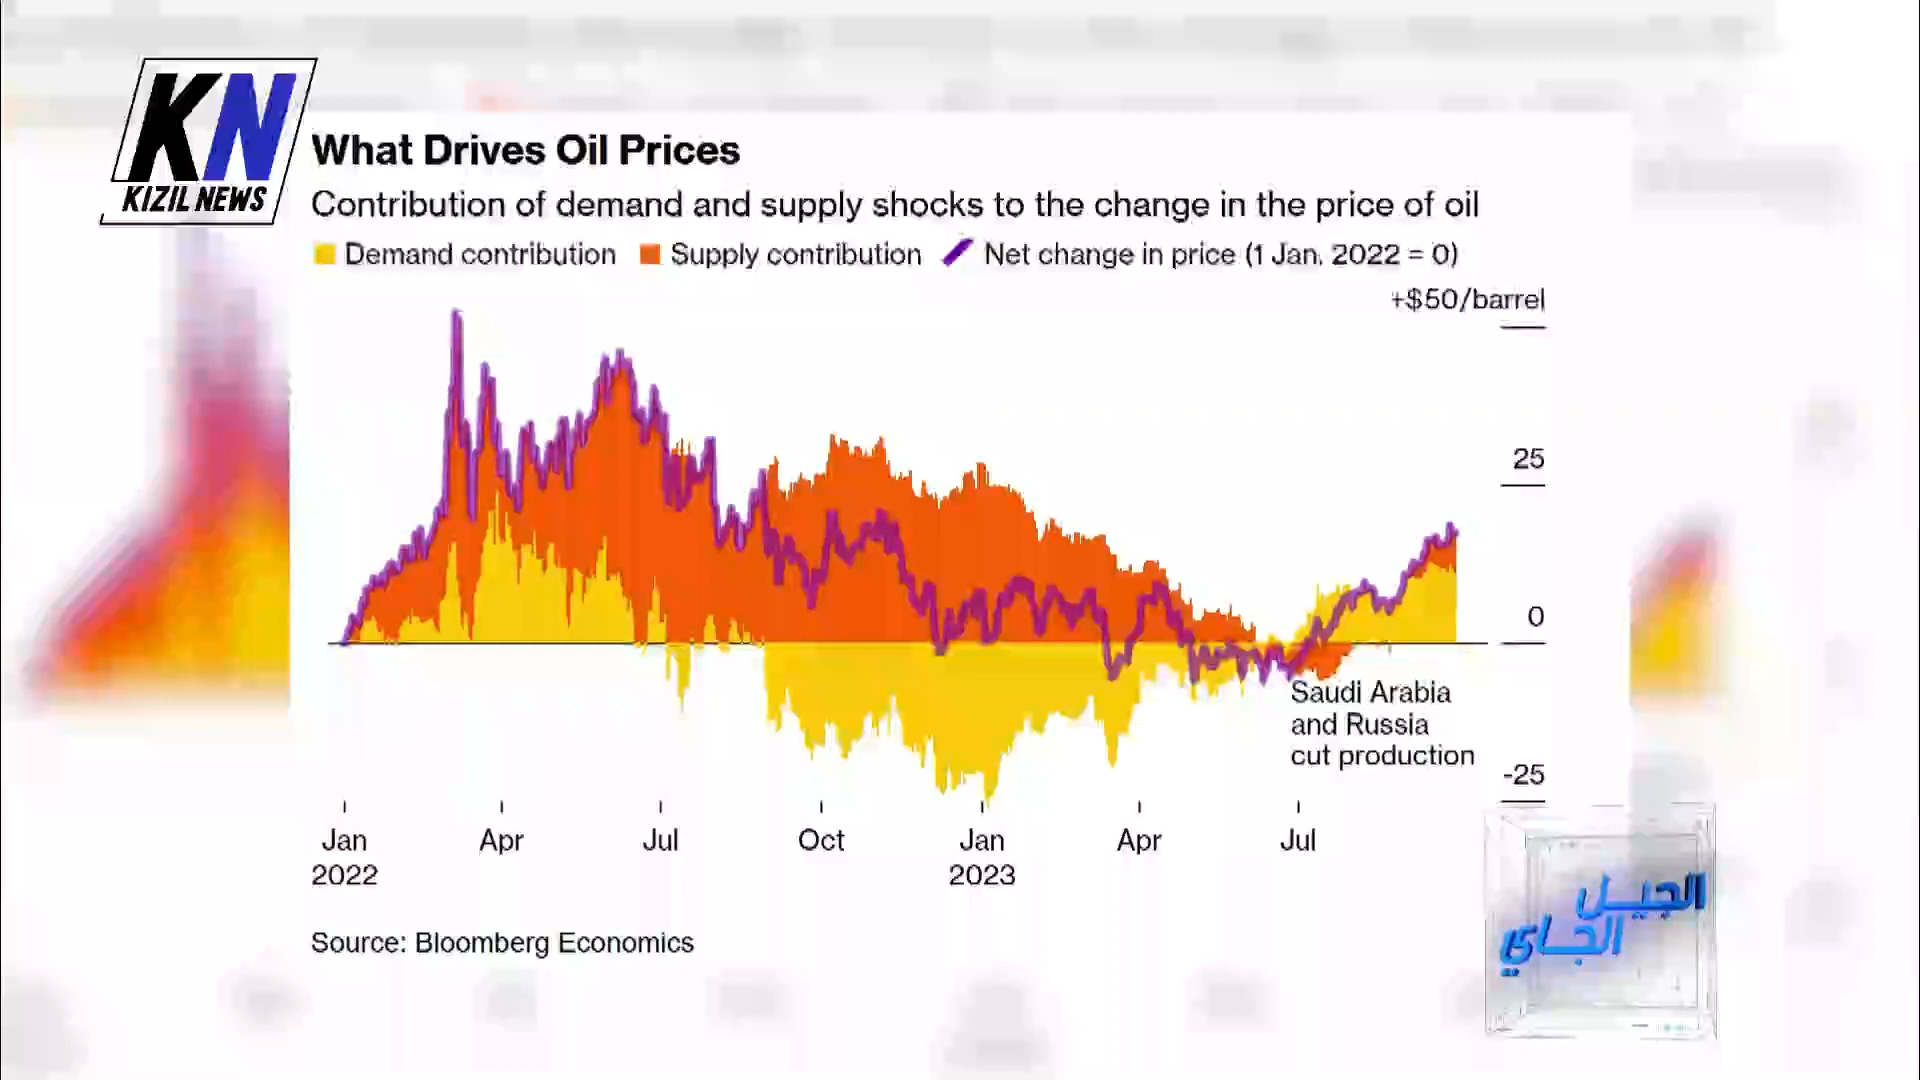 KN
KIZIL NEWS
What Drives Oil Prices
Contribution of demand and supply shocks to the change in the price of oil
Demand contribution Supply contribution Net change in price (1 Jan. 2022 = 0)
+$50/barrel
25
0
Saudi Arabia
and Russia
cut production
-25
Jan Apr Jul Oct Jan Apr Jul
2022 2023
Source: Bloomberg Economics
الجيل
الجاي